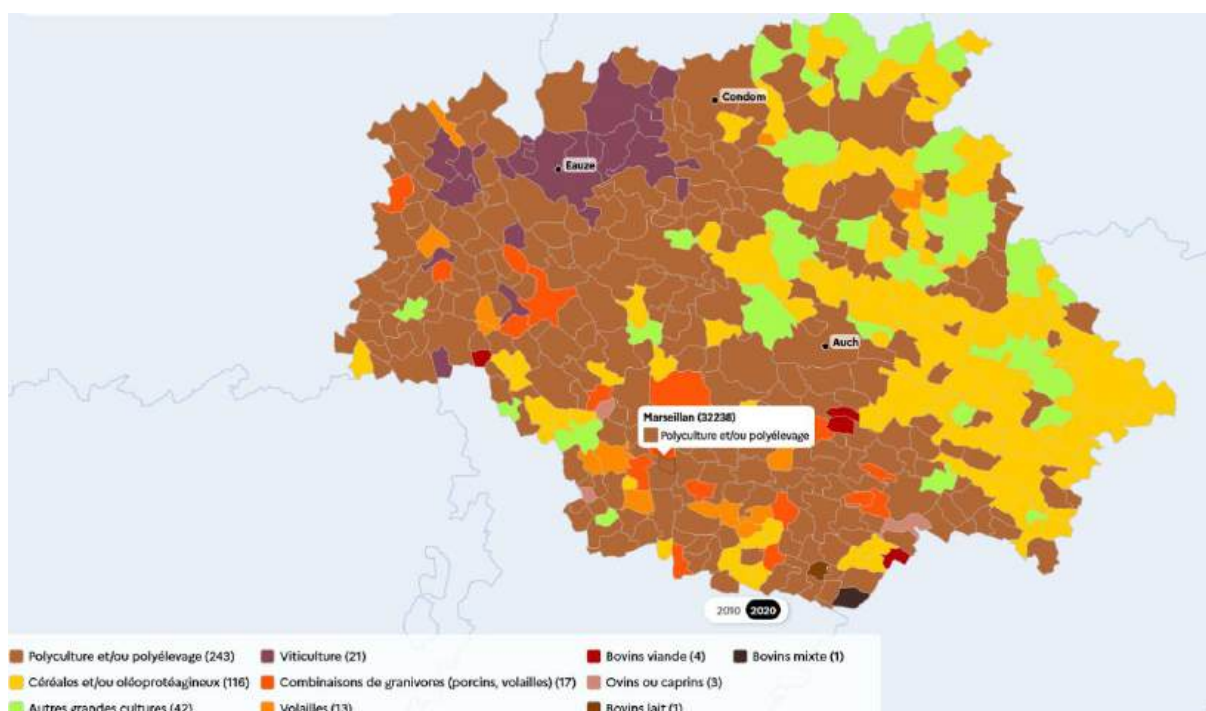 Condom
Eauze
Auch
Marseillan (32238)
Polyculture et/ou polyélevage
2010 2020
Polyculture et/ou polyélevage (243)
Viticulture (21)
Bovins viande (4)
Bovins mixte (1)
Céréales et/ou oléoprotéagineux (116)
Combinaisons de granivores (porcins, volailles) (17)
Ovins ou caprins (3)
Autres grandes cultures (42)
Volailles (13)
Bovins lait (1)